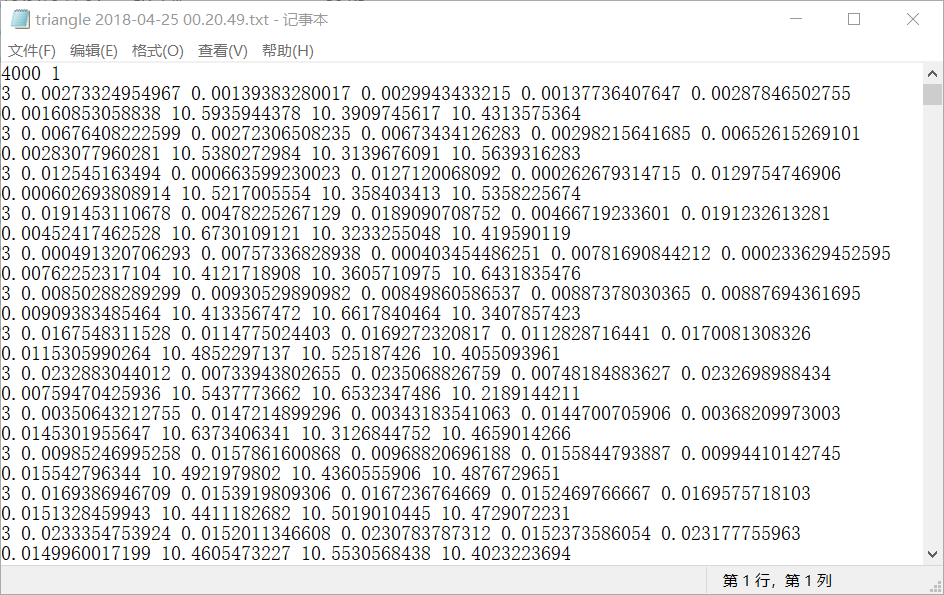 triangle 2018-04-25 00.20.49.txt - 记事本
文件(F) 编辑(E) 格式(O) 查看(V) 帮助(H)
4000 1
3 0.00273324954967 0.00139383280017 0.0029943433215 0.00137736407647 0.00287846502755
0.00160853058838 10.5935944378 10.3909745617 10.4313575364
3 0.00676408222599 0.00272306508235 0.00673434126283 0.00298215641685 0.00652615269101
0.00283077960281 10.5380272984 10.3139676091 10.5639316283
3 0.012545163494 0.000663599230023 0.0127120068092 0.000262679314715 0.0129754746906
0.000602693808914 10.5217005554 10.358403413 10.5358225674
3 0.0191453110678 0.00478225267129 0.0189090708752 0.00466719233601 0.0191232613281
0.00452417462528 10.6730109121 10.3233255048 10.419590119
3 0.000491320706293 0.00757336828938 0.000403454486251 0.00781690844212 0.000233629452595
0.00762252317104 10.4121718908 10.3605710975 10.6431835476
3 0.00850288289299 0.00930529890982 0.00849860586537 0.00887378030365 0.00887694361695
0.00909383485464 10.4133567472 10.6617840464 10.3407857423
3 0.0167548311528 0.0114775024403 0.0169272320817 0.0112828716441 0.0170081308326
0.0115305990264 10.4852297137 10.525187426 10.4055093961
3 0.0232883044012 0.00733943802655 0.0235068826759 0.00748184883627 0.0232698988434
0.00759470425936 10.5437773662 10.6532347486 10.2189144211
3 0.00350643212755 0.0147214899296 0.00343183541063 0.0144700705906 0.00368209973003
0.0145301955647 10.6373406341 10.3126844752 10.4659014266
3 0.00985246995258 0.0157861600868 0.00968820696188 0.0155844793887 0.00994410142745
0.015542796344 10.4921979802 10.4360555906 10.4876729651
3 0.0169386946709 0.0153919809306 0.0167236764669 0.0152469766667 0.0169575718103
0.0151328459943 10.4411182682 10.5019010445 10.4729072231
3 0.0233354753924 0.0152011346608 0.0230783787312 0.0152373586054 0.023177755963
0.0149960017199 10.4605473227 10.5530568438 10.4023223694
第 1 行，第 1 列